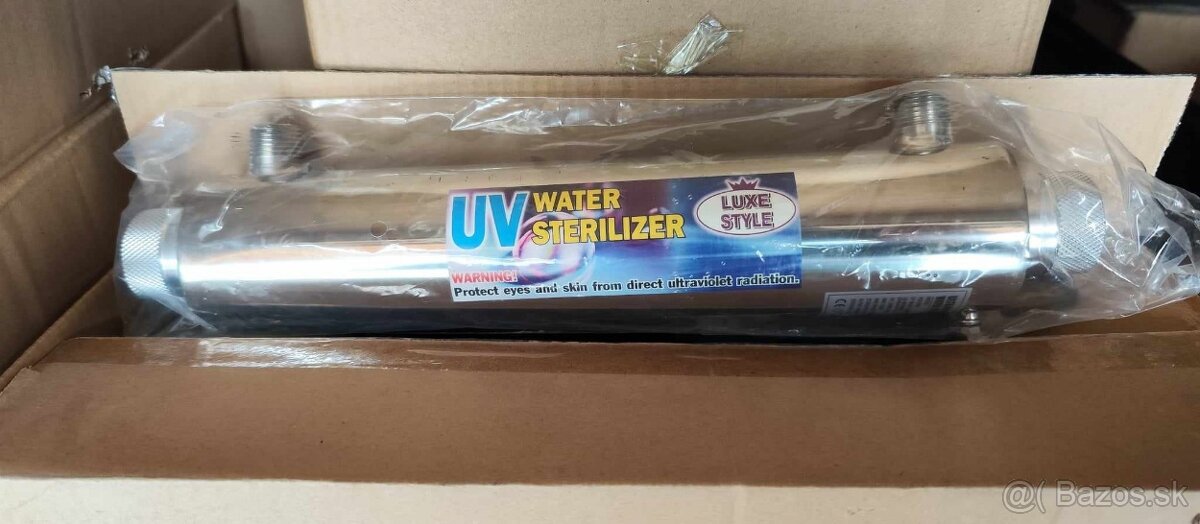 UV WATER
STERILIZER
LUXE
STYLE
WARNING!
Protect eyes and skin from direct ultraviolet radiation.
@( Bazos.sk